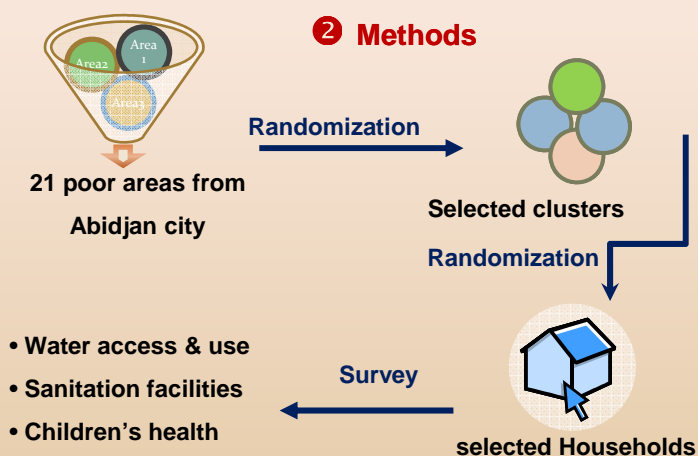 ❷ Methods
Area2
Area
1
Area3
21 poor areas from
Abidjan city
Randomization
Selected clusters
Randomization
selected Households
Survey
• Water access & use
• Sanitation facilities
• Children's health